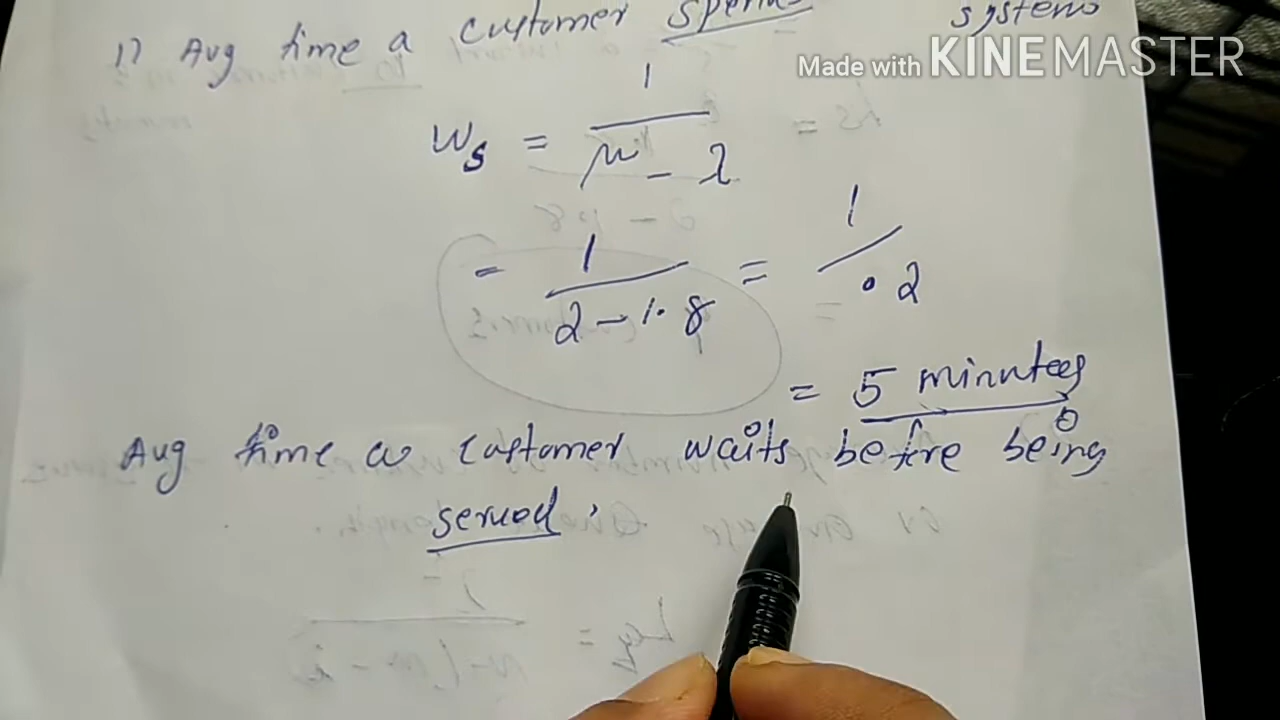 1) Avg time a customer spends systems
Made with KINEMASTER
Ws = 1 / μ - λ
= 1 / 2 - 1.8 = 1 / .2
= 5 minutes
Avg time a customer waits before being
served.